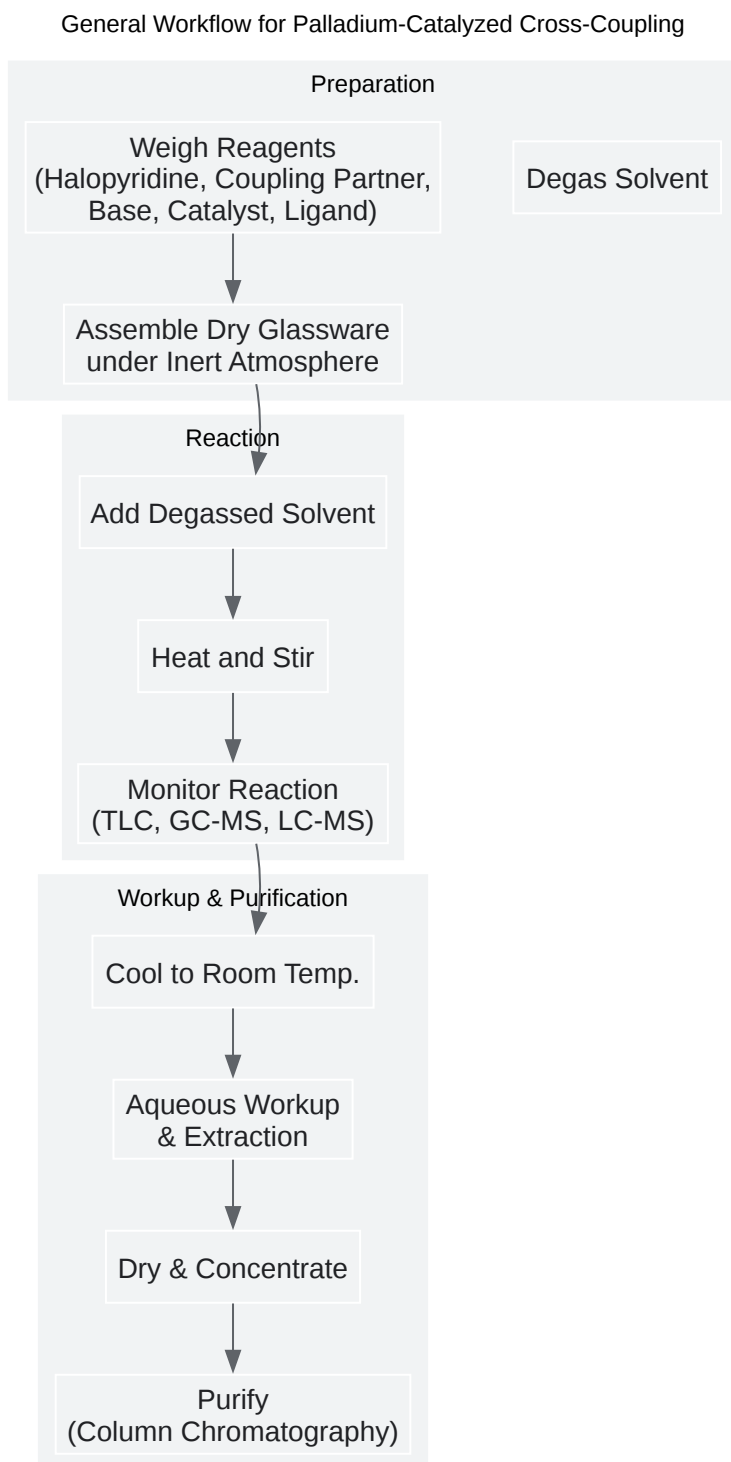 General Workflow for Palladium-Catalyzed Cross-Coupling
Preparation
Weigh Reagents
(Halopyridine, Coupling Partner,
Base, Catalyst, Ligand)
Degas Solvent
Assemble Dry Glassware
under Inert Atmosphere
Reaction
Add Degassed Solvent
Heat and Stir
Monitor Reaction
(TLC, GC-MS, LC-MS)
Workup & Purification
Cool to Room Temp.
Aqueous Workup
& Extraction
Dry & Concentrate
Purify
(Column Chromatography)